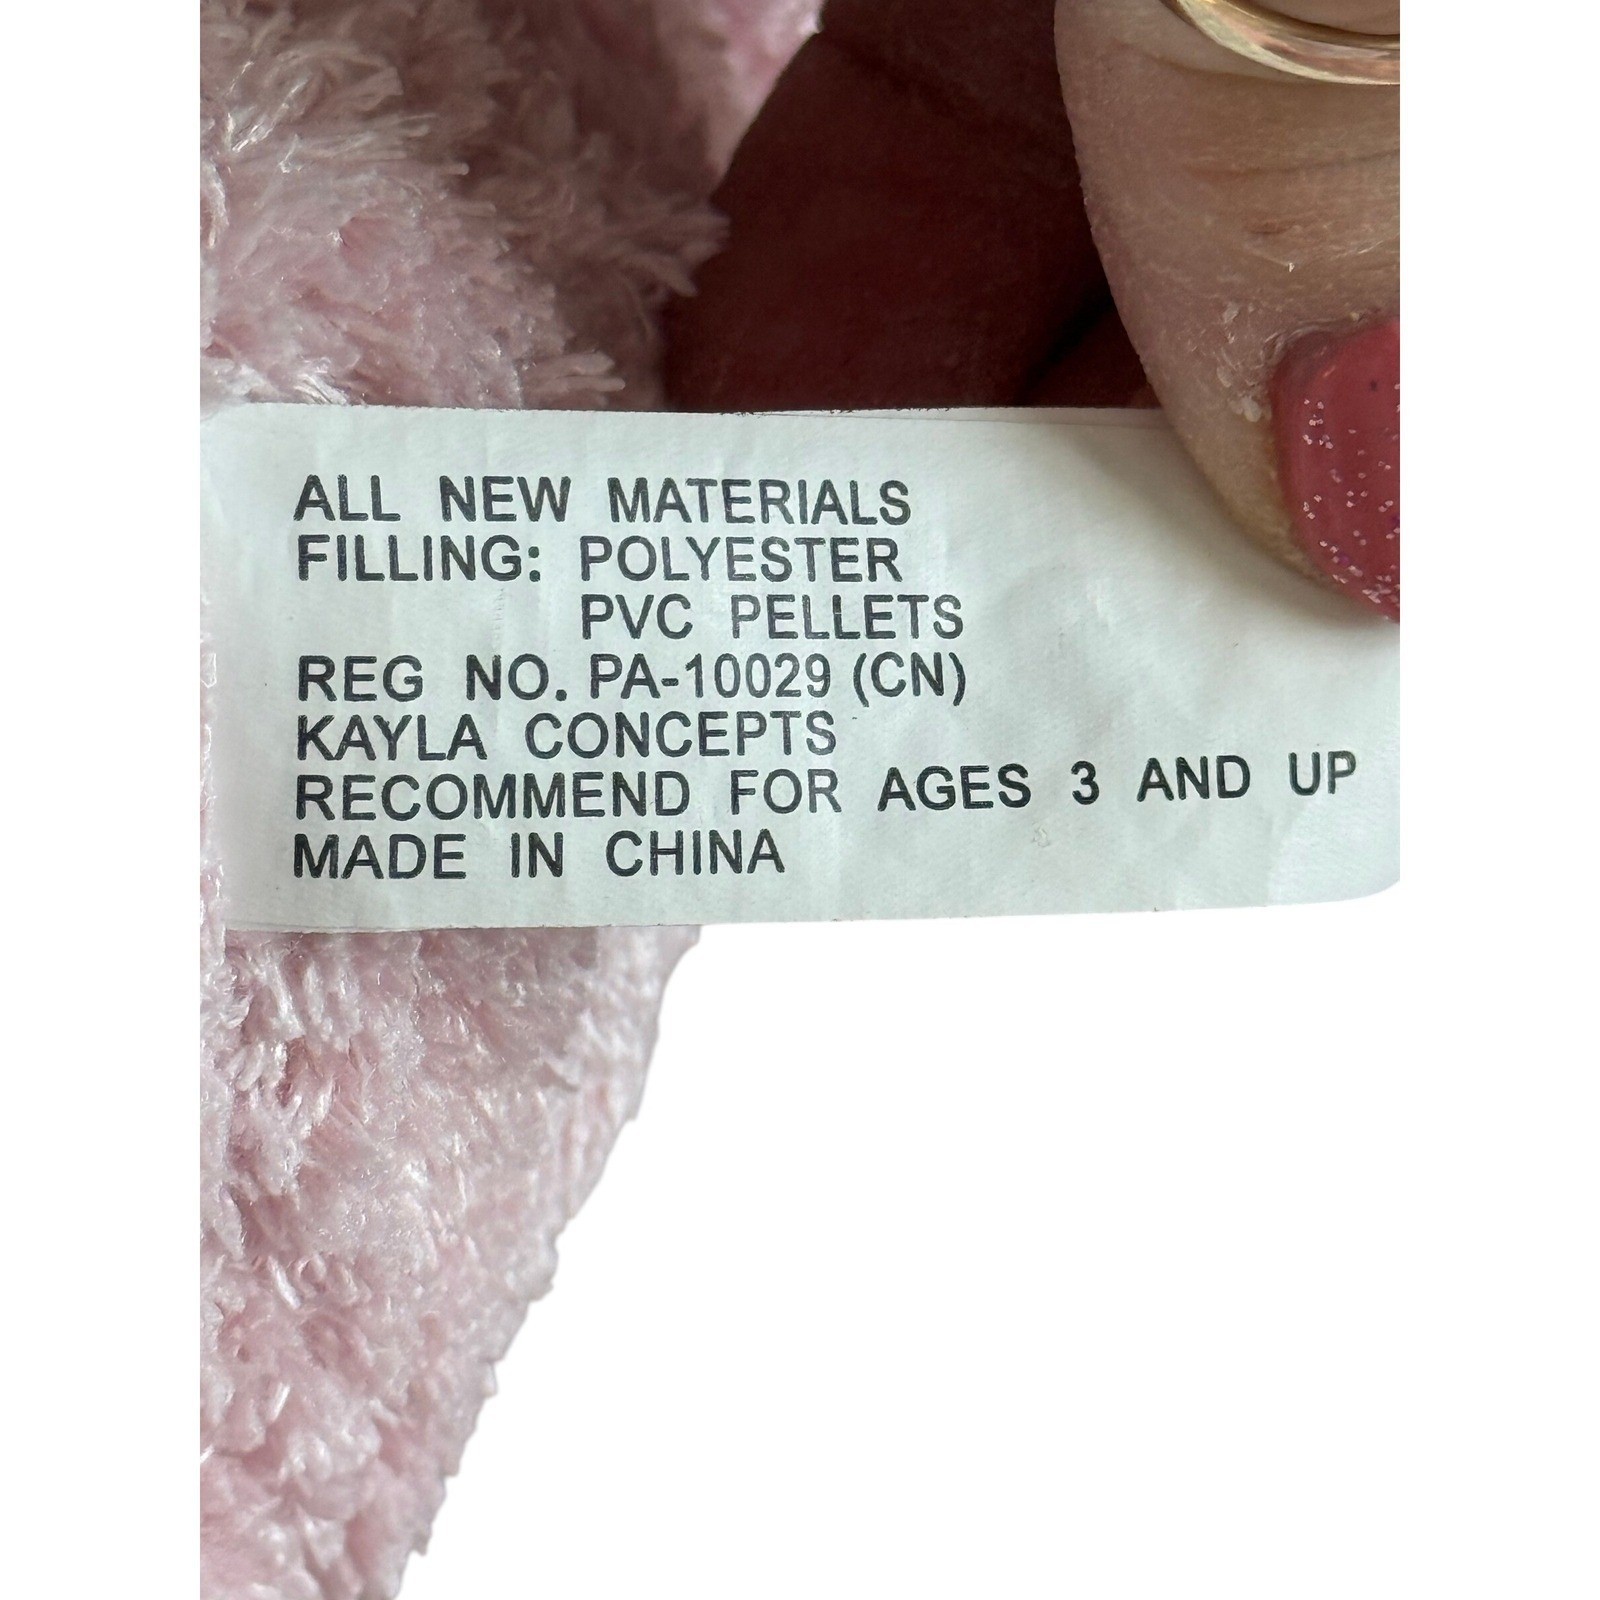 ALL NEW MATERIALS
FILLING: POLYESTER
PVC PELLETS
REG NO. PA-10029 (CN)
KAYLA CONCEPTS
RECOMMEND FOR AGES 3 AND UP
MADE IN CHINA